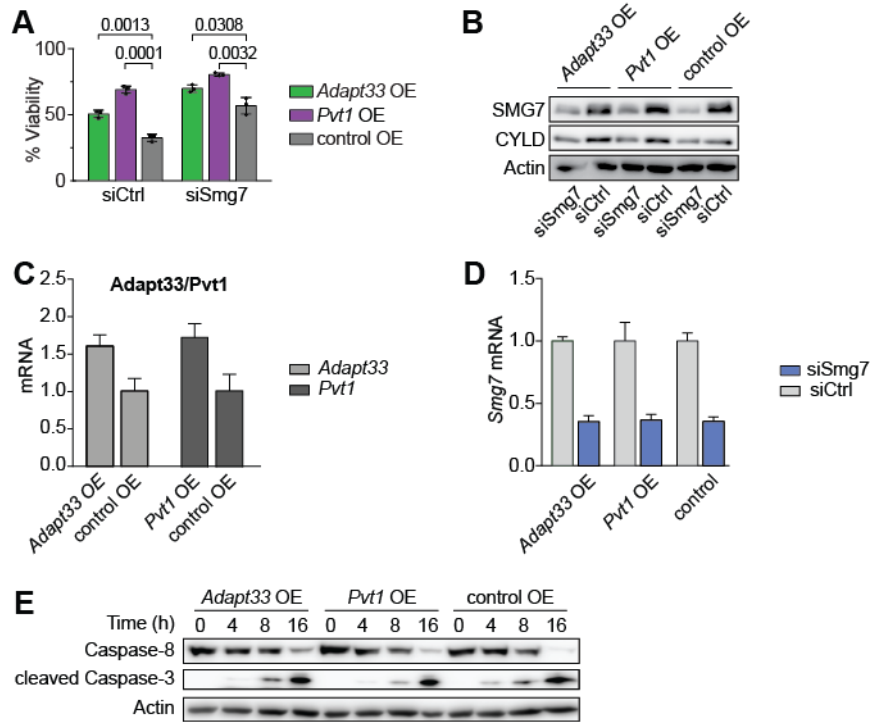 A
0.0013
0.0001
0.0308
0.0032
% Viability
100
50
0
siCtrl
siSmg7
Adapt33 OE
Pvt1 OE
control OE
B
Adapt33 OE
Pvt1 OE
control OE
SMG7
CYLD
Actin
siSmg7
siCtrl
siSmg7
siCtrl
siSmg7
siCtrl
C
Adapt33/Pvt1
mRNA
2.5
2.0
1.5
1.0
0.5
0.0
Adapt33 OE
control OE
Pvt1 OE
control OE
Adapt33
Pvt1
D
Smg7 mRNA
1.5
1.0
0.5
0.0
Adapt33 OE
Pvt1 OE
control
siSmg7
siCtrl
E
Adapt33 OE Pvt1 OE control OE
Time (h) 0 4 8 16 0 4 8 16 0 4 8 16
Caspase-8
cleaved Caspase-3
Actin